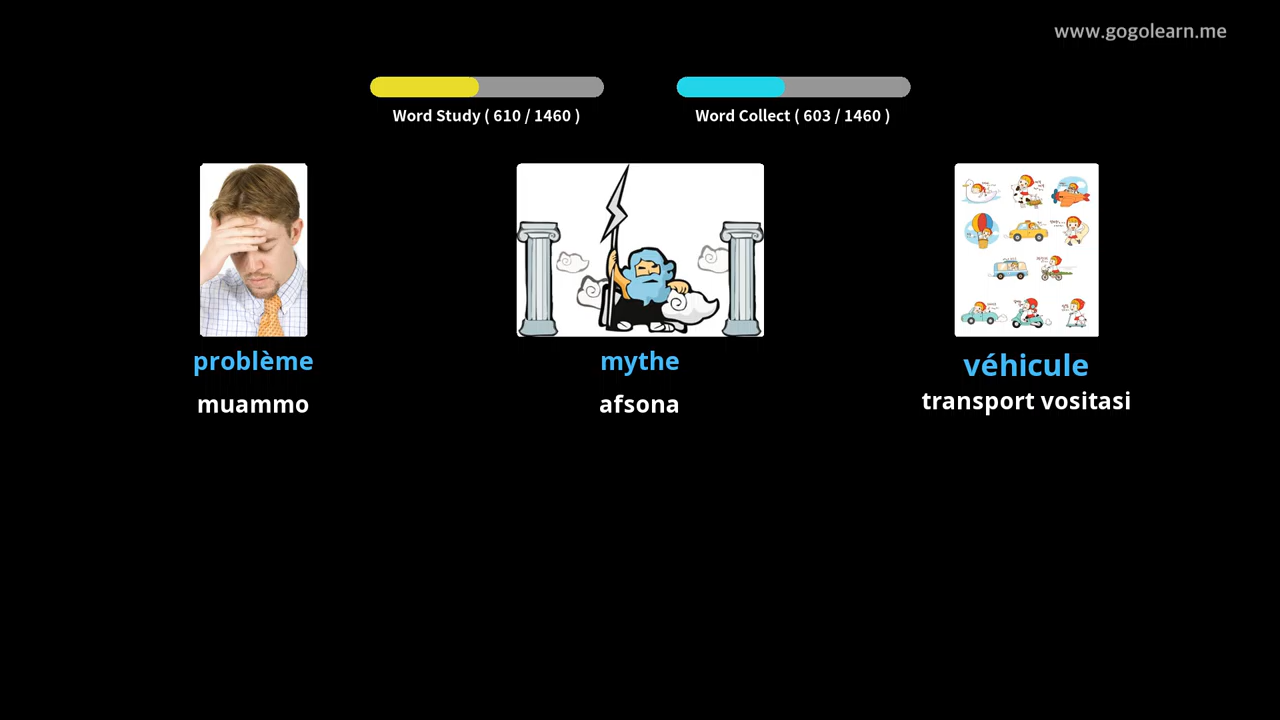 www.gogolearn.me
Word Study ( 610 / 1460 )
Word Collect ( 603 / 1460 )
problème
mythe
véhicule
muammo
afsona
transport vositasi